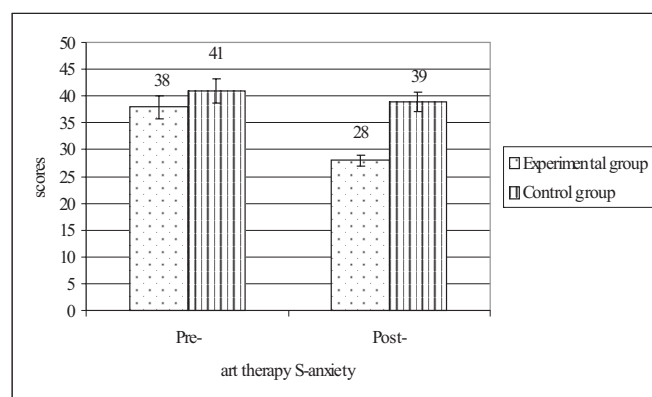 50
45
40
35
30
25
20
15
10
5
0
scores
38
41
28
39
Pre-
Post-
art therapy S-anxiety
Experimental group
Control group